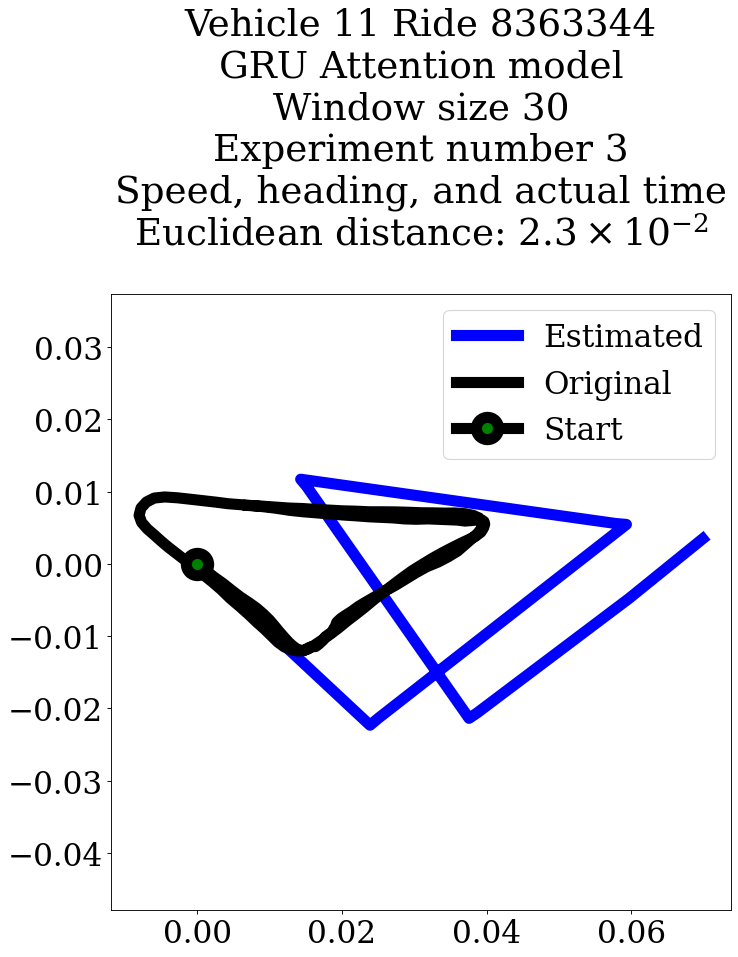 Vehicle 11 Ride 8363344
GRU Attention model
Window size 30
Experiment number 3
Speed, heading, and actual time
Euclidean distance: 2.3 × 10⁻²
Estimated
Original
Start
0.03
0.02
0.01
0.00
−0.01
−0.02
−0.03
−0.04
0.00 0.02 0.04 0.06